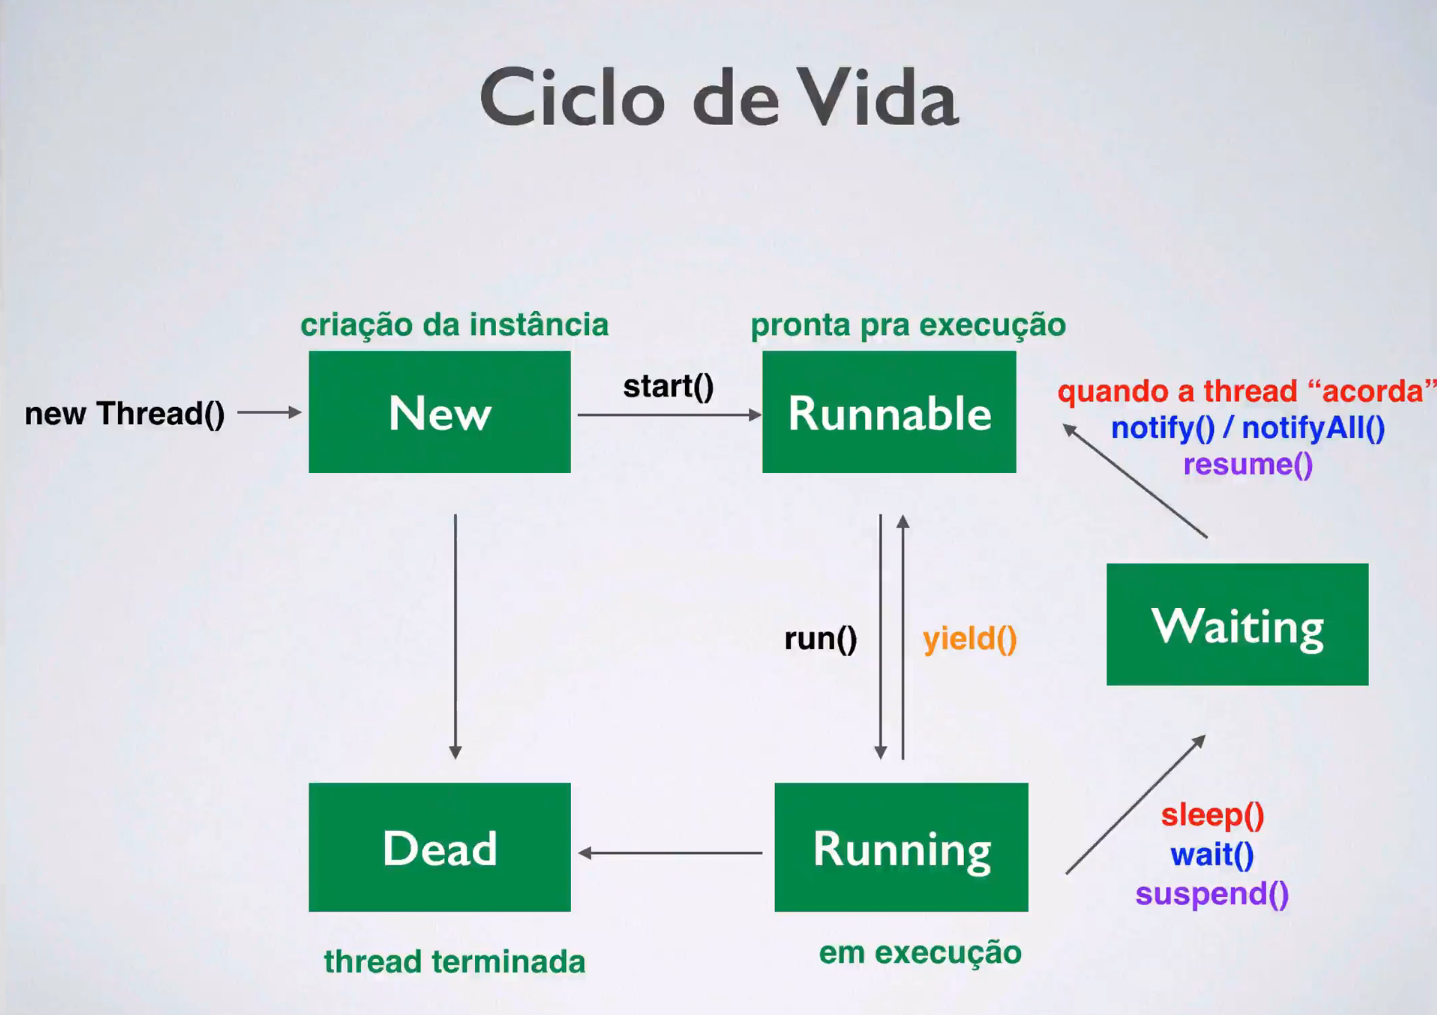 Ciclo de Vida
criação da instância
pronta pra execução
new Thread()
New
start()
Runnable
quando a thread “acorda”
notify() / notifyAll()
resume()
run()
yield()
Waiting
Dead
Running
sleep()
wait()
suspend()
thread terminada
em execução